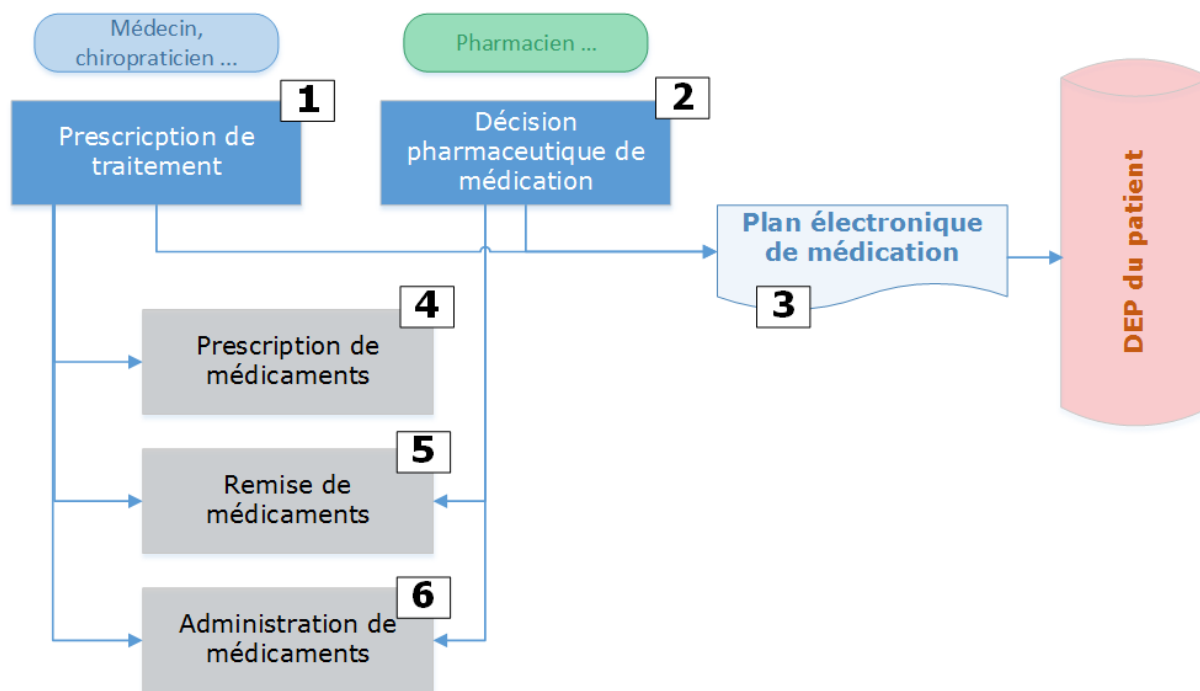 Médecin,
chiropraticien ...
Pharmacien ...
1
Prescricption de
traitement
2
Décision
pharmaceutique de
médication
Plan électronique
de médication
3
DEP du patient
4
Prescription de
médicaments
5
Remise de
médicaments
6
Administration de
médicaments